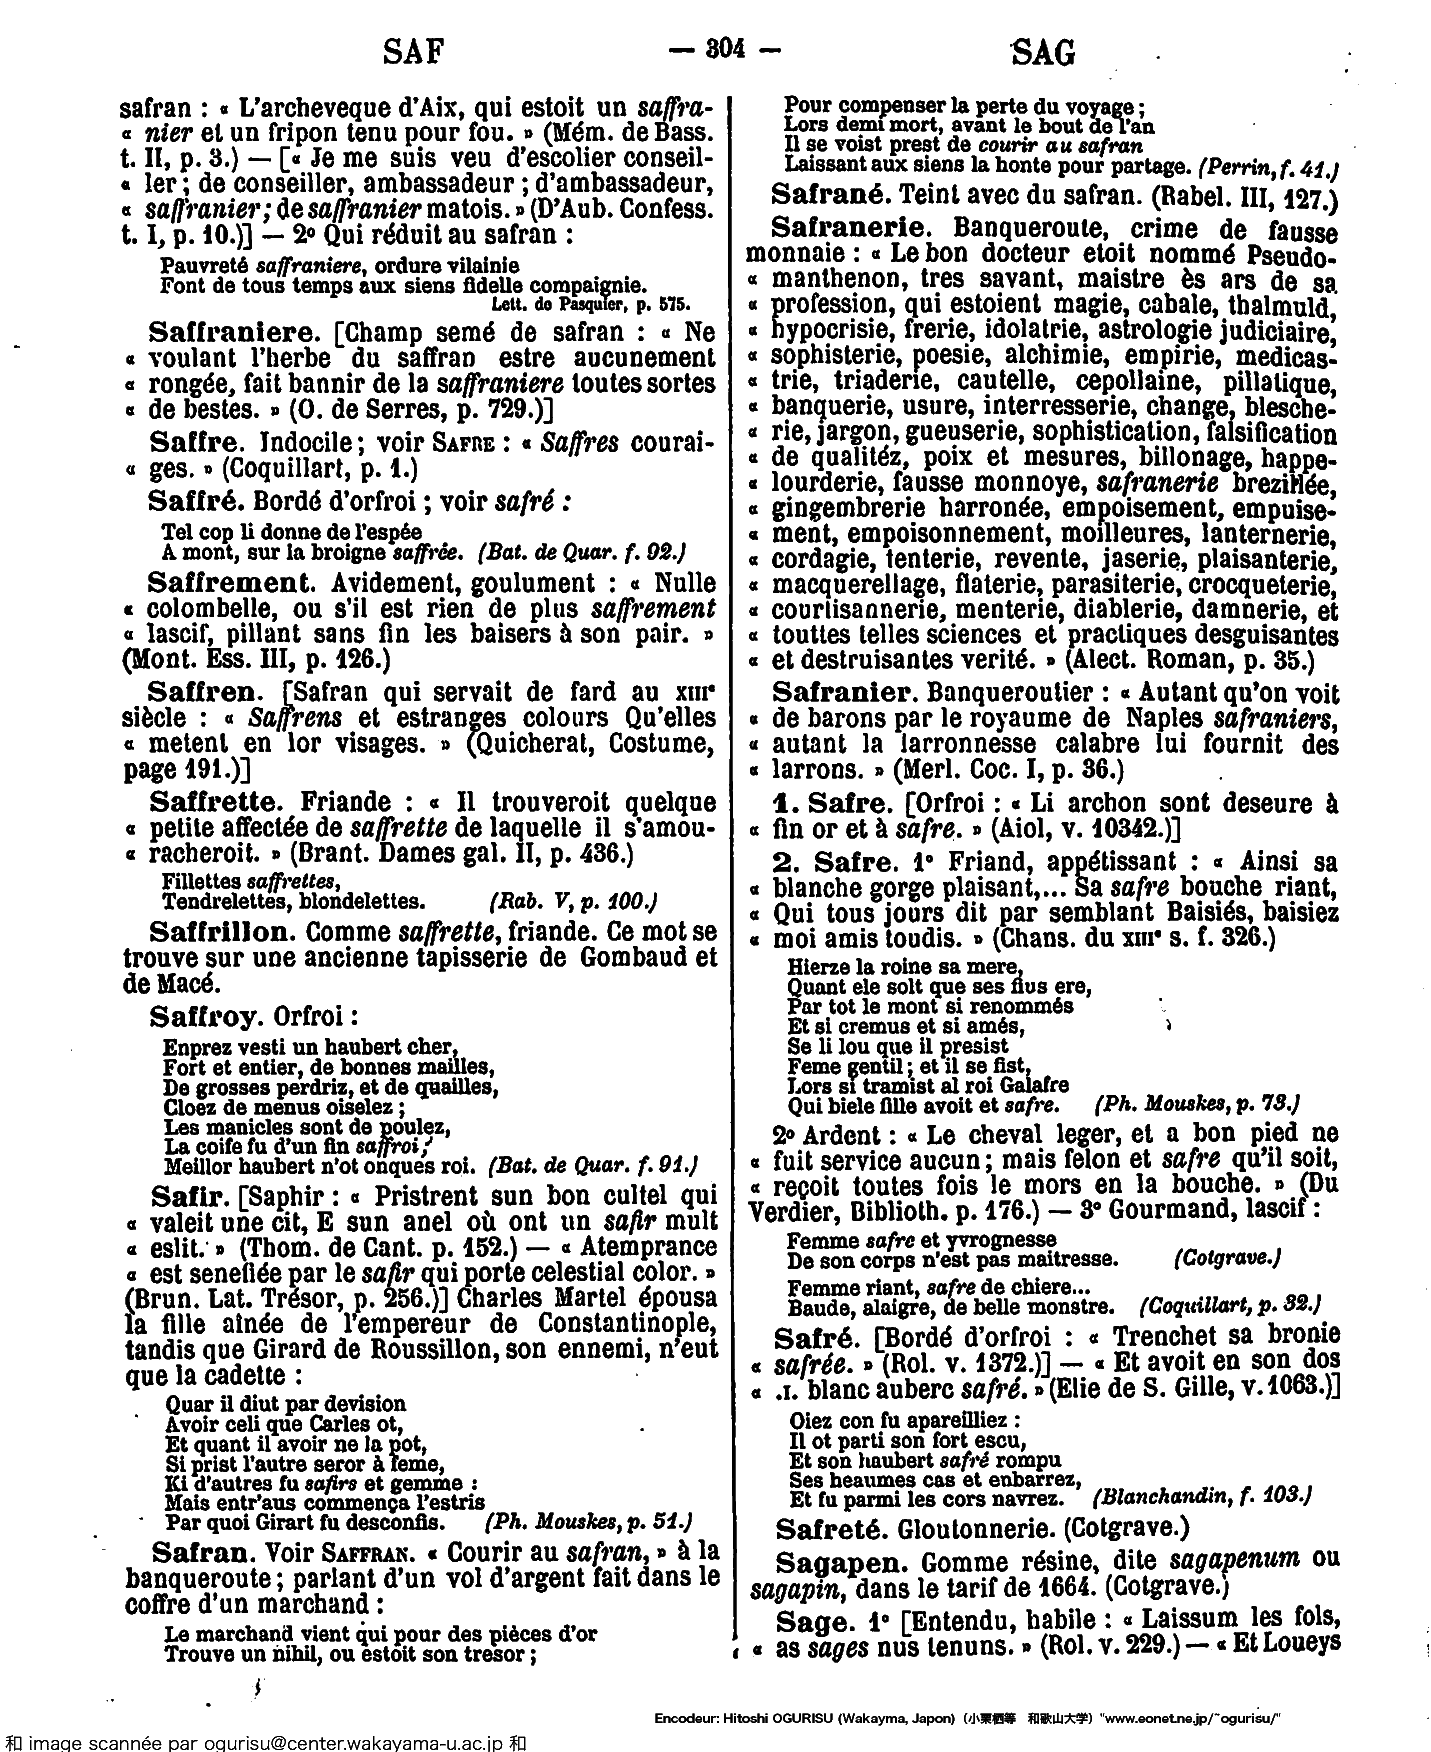 SAF — 304 — SAG
safran : « L'archeveque d'Aix, qui estoit un saffra-
« nier et un fripon tenu pour fou. » (Mém. de Bass.
t. II, p. 3.) — [« Je me suis veu d'escolier conseil-
« ler ; de conseiller, ambassadeur ; d'ambassadeur,
« saffranier ; de saffranier matois. » (D'Aub. Confess.
t. I, p. 10.)] — 2º Qui réduit au safran :
Pauvreté saffraniere, ordure vilainie
Font de tous temps aux siens fidelle compaignie.
Lett. de Pasquier, p. 575.
Saffraniere. [Champ semé de safran : « Ne
« voulant l'herbe du saffran estre aucunement
« rongée, fait bannir de la saffraniere toutes sortes
« de bestes. » (O. de Serres, p. 729.)]
Saffre. Indocile ; voir SAFRE : « Saffres courai-
« ges. » (Coquillart, p. 1.)
Saffré. Bordé d'orfroi ; voir safré :
Tel cop li donne de l'espée
A mont, sur la broigne saffrée. (Bat. de Quar. f. 92.)
Saffrement. Avidement, goulument : « Nulle
« colombelle, ou s'il est rien de plus saffrement
« lascif, pillant sans fin les baisers à son pair. »
(Mont. Ess. III, p. 126.)
Saffren. [Safran qui servait de fard au XIIIe
siècle : « Saffrens et estranges colours Qu'elles
« metent en lor visages. » (Quicherat, Costume,
page 191.)]
Saffrette. Friande : « Il trouveroit quelque
« petite affectée de saffrette de laquelle il s'amou-
« racheroit. » (Brant. Dames gal. II, p. 436.)
Fillettes saffrettes,
Tendrelettes, blondelettes. (Rab. V, p. 100.)
Saffrillon. Comme saffrette, friande. Ce mot se
trouve sur une ancienne tapisserie de Gombaud et
de Macé.
Saffroy. Orfroi :
Enprez vesti un haubert cher,
Fort et entier, de bonnes mailles,
De grosses perdriz, et de quailles,
Cloez de menus oiselez ;
Les manicles sont de poulez,
La coife fu d'un fin saffroi,
Meillor haubert n'ot onques roi. (Bat. de Quar. f. 91.)
Safir. [Saphir : « Pristrent sun bon cultel qui
« valeit une cit, E sun anel où ont un safir mult
« eslit. » (Thom. de Cant. p. 152.) — « Atemprance
« est senefiée par le safir qui porte celestial color. »
(Brun. Lat. Trésor, p. 256.)] Charles Martel épousa
la fille aînée de l'empereur de Constantinople,
tandis que Girard de Roussillon, son ennemi, n'eut
que la cadette :
Quar il diut par devision
Avoir celi que Carles ot,
Et quant il avoir ne la pot,
Si prist l'autre seror à feme,
Ki d'autres fu safirs et gemme :
Mais entr'aus commença l'estris
Par quoi Girart fu desconfis. (Ph. Mouskes, p. 51.)
Safran. Voir SAFFRAN. « Courir au safran, » à la
banqueroute ; parlant d'un vol d'argent fait dans le
coffre d'un marchand :
Le marchand vient qui pour des pièces d'or
Trouve un nihil, ou estoit son tresor ;
Pour compenser la perte du voyage ;
Lors demi mort, avant le bout de l'an
Il se voist prest de courir au safran
Laissant aux siens la honte pour partage. (Perrin, f. 41.)
Safrané. Teint avec du safran. (Rabel. III, 127.)
Safranerie. Banqueroute, crime de fausse
monnaie : « Le bon docteur etoit nommé Pseudo-
« manthenon, tres savant, maistre ès ars de sa
« profession, qui estoient magie, cabale, thalmuld,
« hypocrisie, frerie, idolatrie, astrologie judiciaire,
« sophisterie, poesie, alchimie, empirie, medicas-
« trie, triaderie, cautelle, cepollaine, pillatique,
« banquerie, usure, interresserie, change, blesche-
« rie, jargon, gueuserie, sophistication, falsification
« de qualitéz, poix et mesures, billonage, happe-
« lourderie, fausse monnoye, safranerie brezillée,
« gingembrerie harronée, empoisement, empuise-
« ment, empoisonnement, moilleures, lanternerie,
« cordagie, tenterie, revente, jaserie, plaisanterie,
« macquerellage, flaterie, parasiterie, crocqueterie,
« courtisannerie, menterie, diablerie, damnerie, et
« touttes telles sciences et practiques desguisantes
« et destruisantes verité. » (Alect. Roman, p. 35.)
Safranier. Banqueroutier : « Autant qu'on voit
« de barons par le royaume de Naples safraniers,
« autant la larronnesse calabre lui fournit des
« larrons. » (Merl. Coc. I, p. 36.)
1. Safre. [Orfroi : « Li archon sont deseure à
« fin or et à safre. » (Aiol, v. 10342.)]
2. Safre. 1º Friand, appétissant : « Ainsi sa
« blanche gorge plaisant,... Sa safre bouche riant,
« Qui tous jours dit par semblant Baisiés, baisiez
« moi amis toudis. » (Chans. du XIIIe s. f. 326.)
Hierze la roine sa mere,
Quant ele solt que ses fius ere,
Par tot le mont si renommés
Et si cremus et si amés,
Se li lou que il presist
Feme gentil ; et il se fist,
Lors si tramist al roi Galafre
Qui biele fille avoit et safre. (Ph. Mouskes, p. 73.)
2º Ardent : « Le cheval leger, et a bon pied ne
« fuit service aucun ; mais felon et safre qu'il soit,
« reçoit toutes fois le mors en la bouche. » (Du
Verdier, Biblioth. p. 176.) — 3º Gourmand, lascif :
Femme safre et yvrognesse
De son corps n'est pas maitresse. (Cotgrave.)
Femme riant, safre de chiere...
Baude, alaigre, de belle monstre. (Coquillart, p. 32.)
Safré. [Bordé d'orfroi : « Trenchet sa bronie
« safrée. » (Rol. v. 1372.)] — « Et avoit en son dos
« .I. blanc auberc safré. » (Elie de S. Gille, v. 1063.)]
Oiez con fu apareilliez :
Il ot parti son fort escu,
Et son haubert safré rompu
Ses heaumes cas et enbarrez,
Et fu parmi les cors navrez. (Blanchandin, f. 103.)
Safreté. Gloutonnerie. (Cotgrave.)
Sagapen. Gomme résine, dite sagapenum ou
sagapin, dans le tarif de 1664. (Cotgrave.)
Sage. 1º [Entendu, habile : « Laissum les fols,
« as sages nus tenuns. » (Rol. v. 229.) — « Et Loueys
Encodeur: Hitoshi OGURISU (Wakayma, Japon) (小栗栖等 和歌山大学) "www.eonet.ne.jp/~ogurisu/"
和 image scannée par ogurisu@center.wakayama-u.ac.jp 和